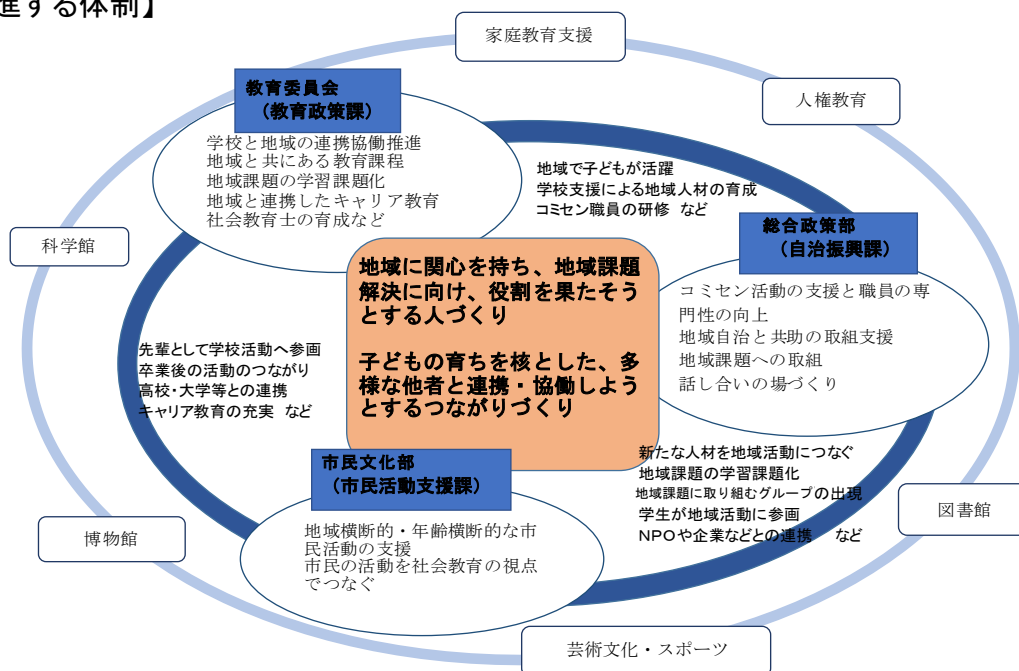 進する体制】
家庭教育支援
人権教育
教育委員会
（教育政策課）
学校と地域の連携協働推進
地域と共にある教育課程
地域課題の学習課題化
地域と連携したキャリア教育
社会教育士の育成など
地域で子どもが活躍
学校支援による地域人材の育成
コミセン職員の研修 など
総合政策部
（自治振興課）
コミセン活動の支援と職員の専
門性の向上
地域自治と共助の取組支援
地域課題への取組
話し合いの場づくり
科学館
地域に関心を持ち、地域課題
解決に向け、役割を果たそう
とする人づくり
子どもの育ちを核とした、多
様な他者と連携・協働しよう
とするつながりづくり
先輩として学校活動へ参画
卒業後の活動のつながり
高校・大学等との連携
キャリア教育の充実 など
市民文化部
（市民活動支援課）
地域横断的・年齢横断的な市
民活動の支援
市民の活動を社会教育の視点
でつなぐ
新たな人材を地域活動につなぐ
地域課題の学習課題化
地域課題に取り組むグループの出現
学生が地域活動に参画
NPOや企業などとの連携 など
博物館
図書館
芸術文化・スポーツ